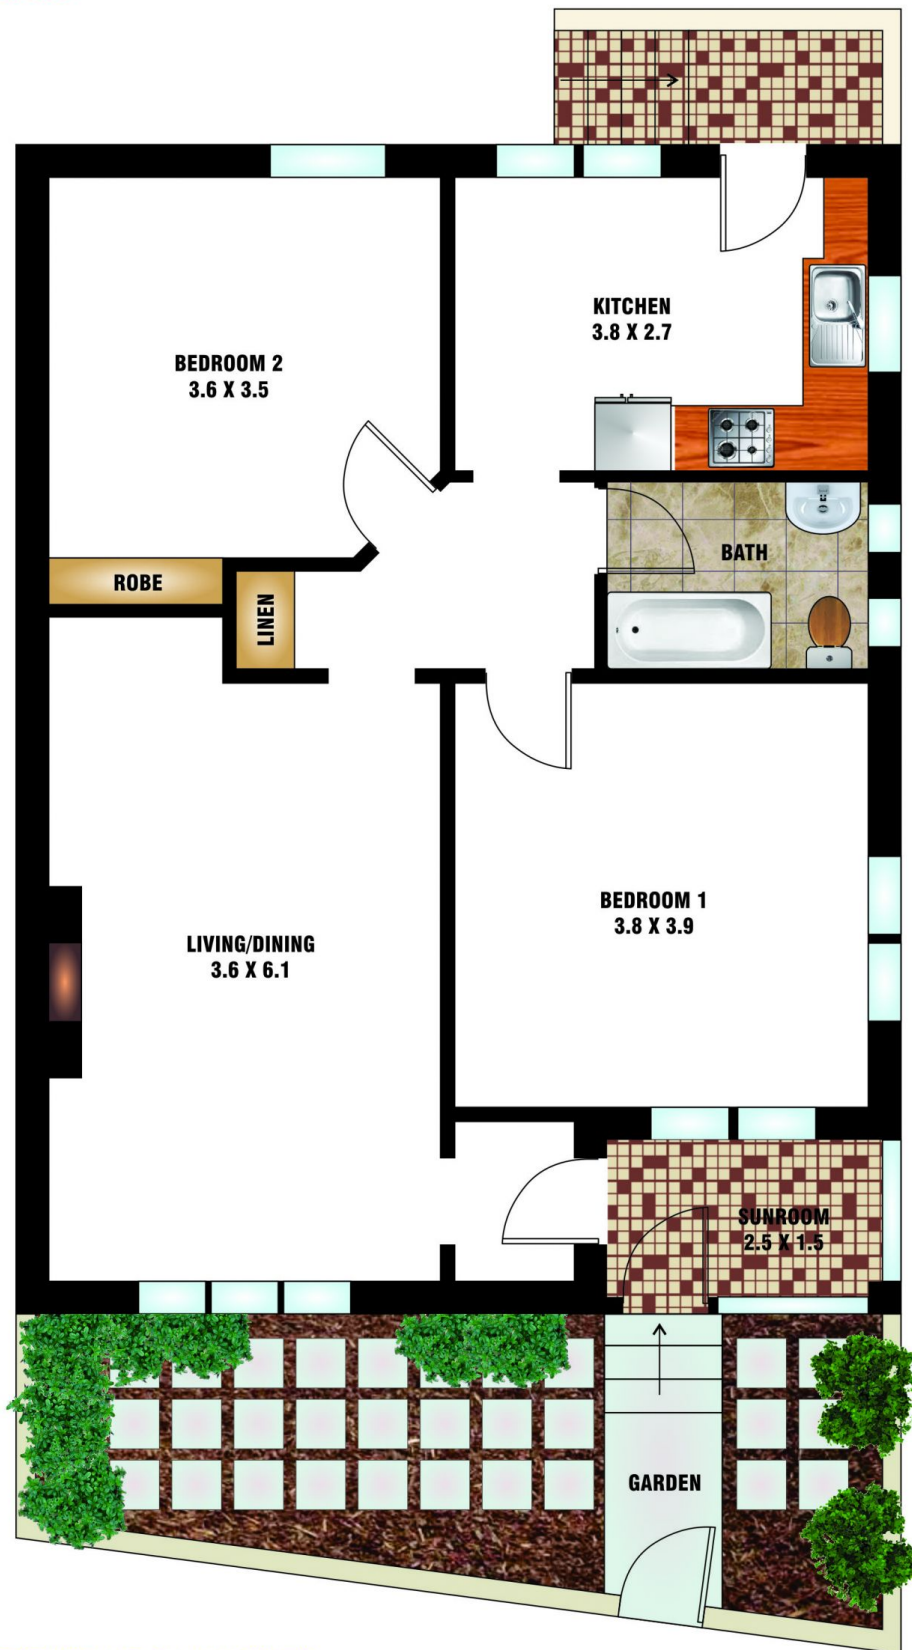 KITCHEN
3.8 X 2.7
BEDROOM 2
3.6 X 3.5
BATH
ROBE
LINEN
BEDROOM 1
3.8 X 3.9
LIVING/DINING
3.6 X 6.1
SUNROOM
2.5 X 1.5
GARDEN